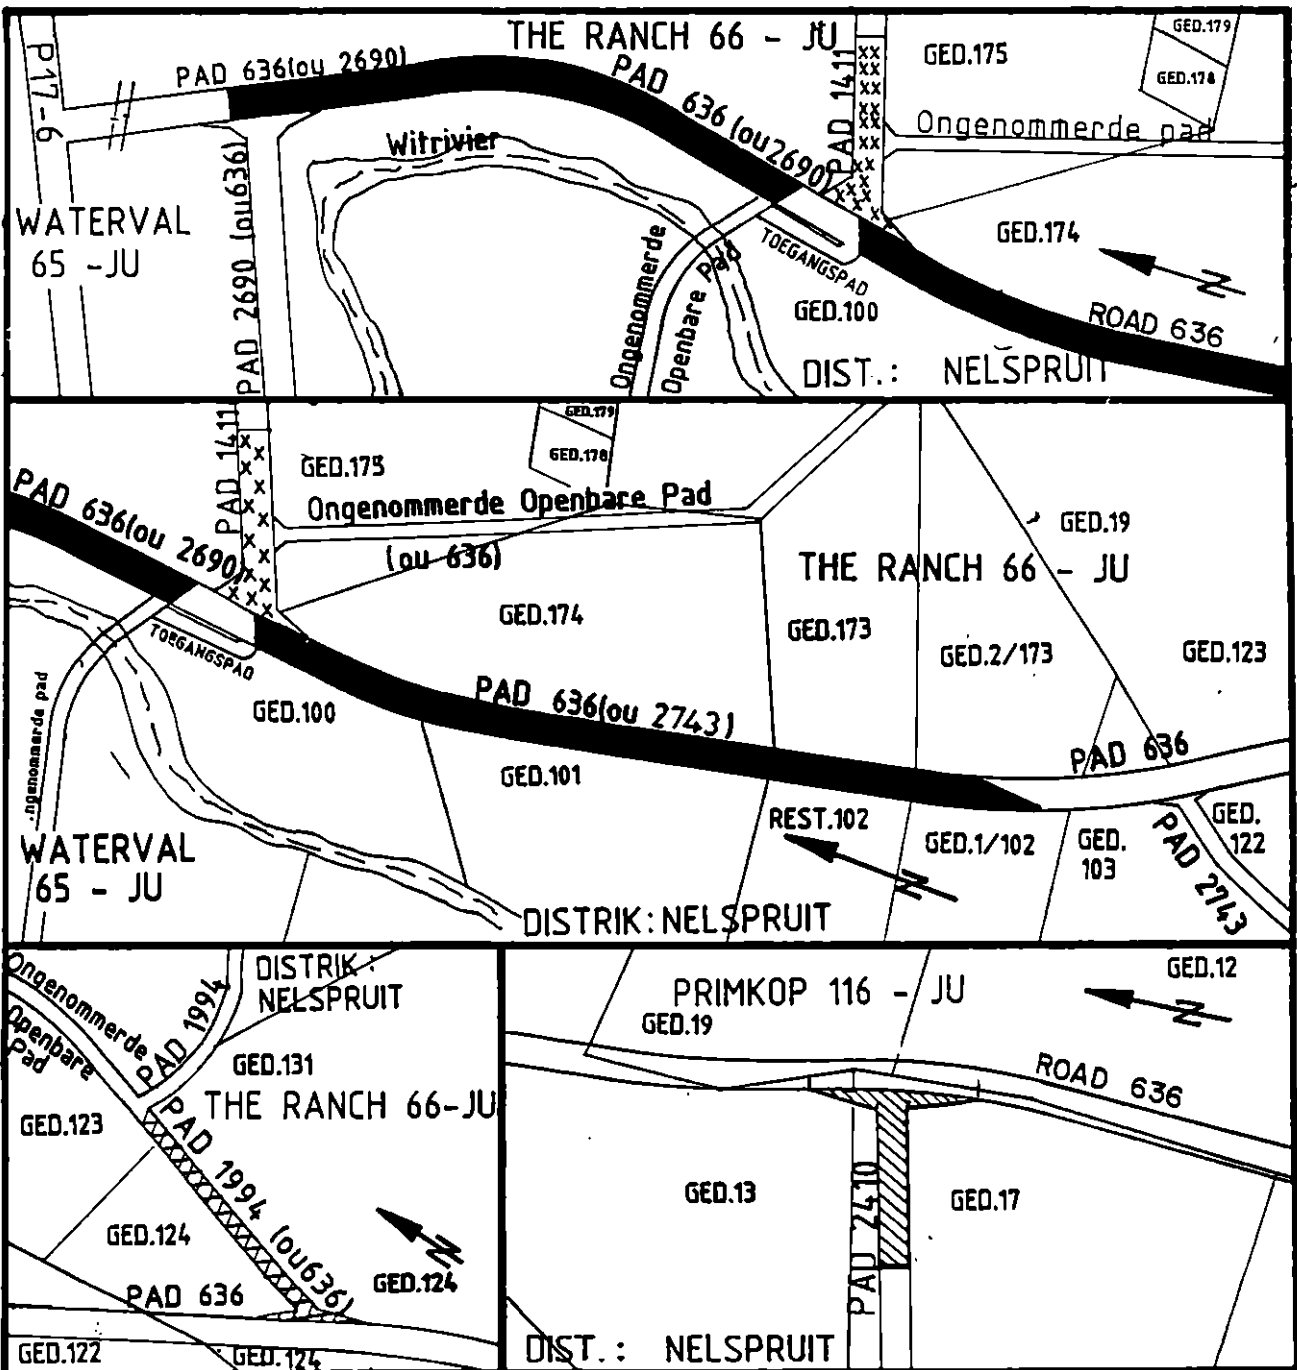 THE RANCH 66 - JU
GED.179
GED.175
GED.178
P17-6
PAD 636(ou 2690)
PAD 636 (ou2690)
PAD 1411
Ongenommerde pad
Witrivier
PAD 2690 (ou636)
WATERVAL
65 -JU
Ongenommerde
Openbare Pad
TOEGANGSPAD
GED.174
N
GED.100
ROAD 636
DIST.: NELSPRUIT
PAD 1411
GED.179
GED.175
GED.178
PAD 636(ou 2690)
Ongenommerde Openbare Pad
(ou 636)
GED.19
THE RANCH 66 - JU
GED.174
GED.173
GED.2/173
GED.123
TOEGANGSPAD
ngenommerde pad
GED.100
PAD 636(ou 2743)
GED.101
PAD 636
REST.102
GED.1/102
GED.
103
GED.
122
PAD 2743
WATERVAL
65 - JU
N
DISTRIK: NELSPRUIT
Ongenommerde
Openbare
Pad
PAD 1994
DISTRIK:
NELSPRUIT
GED.131
THE RANCH 66-JU
GED.123
PAD 1994 (ou636)
GED.124
N
GED.124
PAD 636
GED.122
GED.124
PRIMKOP 116 - JU
GED.12
GED.19
N
ROAD 636
GED.13
PAD 2410
GED.17
DIST.: NELSPRUIT